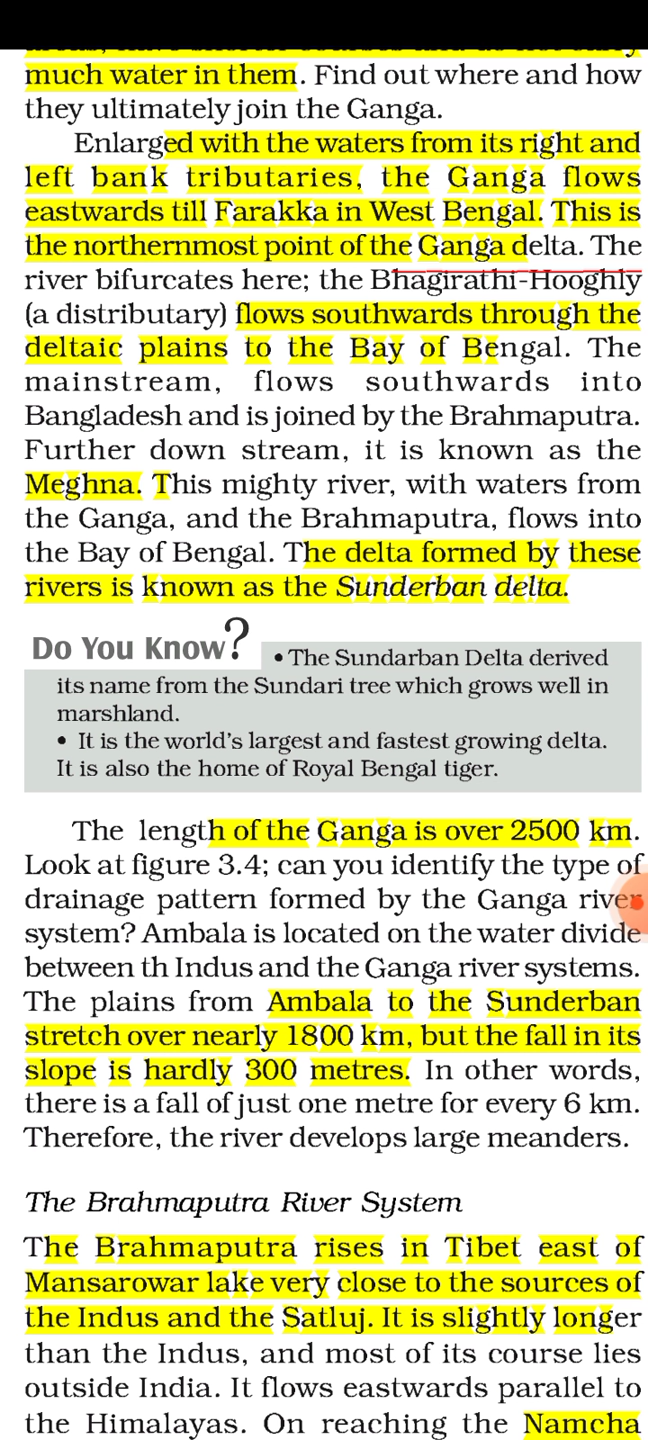 much water in them. Find out where and how
they ultimately join the Ganga.
Enlarged with the waters from its right and
left bank tributaries, the Ganga flows
eastwards till Farakka in West Bengal. This is
the northernmost point of the Ganga delta. The
river bifurcates here; the Bhagirathi-Hooghly
(a distributary) flows southwards through the
deltaic plains to the Bay of Bengal. The
mainstream, flows southwards into
Bangladesh and is joined by the Brahmaputra.
Further down stream, it is known as the
Meghna. This mighty river, with waters from
the Ganga, and the Brahmaputra, flows into
the Bay of Bengal. The delta formed by these
rivers is known as the Sunderban delta.
Do You Know?
• The Sundarban Delta derived
its name from the Sundari tree which grows well in
marshland.
• It is the world's largest and fastest growing delta.
It is also the home of Royal Bengal tiger.
The length of the Ganga is over 2500 km.
Look at figure 3.4; can you identify the type of
drainage pattern formed by the Ganga river
system? Ambala is located on the water divide
between th Indus and the Ganga river systems.
The plains from Ambala to the Sunderban
stretch over nearly 1800 km, but the fall in its
slope is hardly 300 metres. In other words,
there is a fall of just one metre for every 6 km.
Therefore, the river develops large meanders.
The Brahmaputra River System
The Brahmaputra rises in Tibet east of
Mansarowar lake very close to the sources of
the Indus and the Satluj. It is slightly longer
than the Indus, and most of its course lies
outside India. It flows eastwards parallel to
the Himalayas. On reaching the Namcha